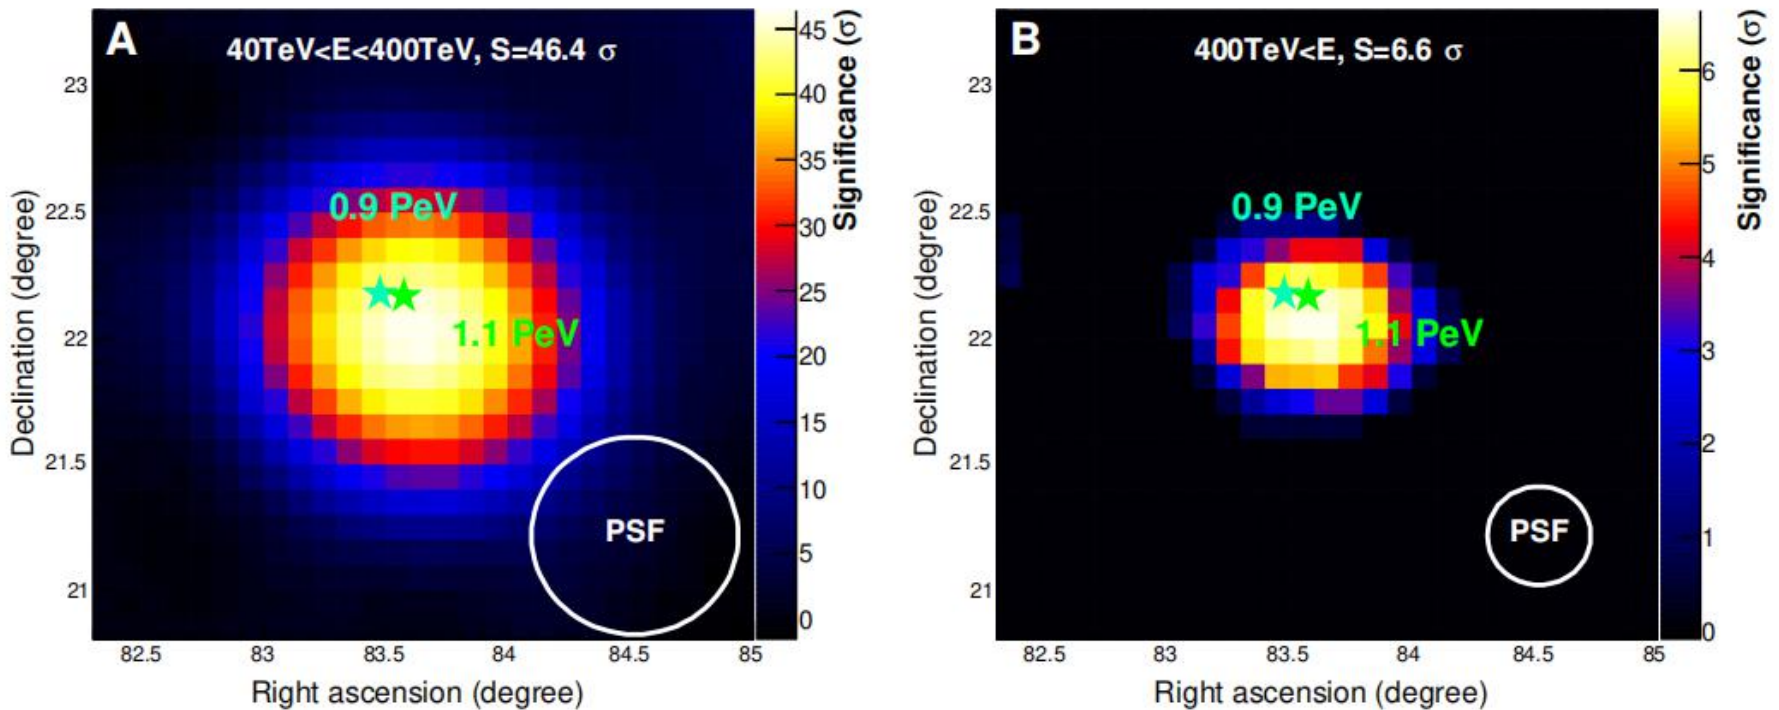 A
40TeV<E<400TeV, S=46.4 σ
0.9 PeV
1.1 PeV
PSF
23
22.5
22
21.5
21
Declination (degree)
82.5 83 83.5 84 84.5 85
Right ascension (degree)
45
40
35
30
25
20
15
10
5
0
Significance (σ)
B
400TeV<E, S=6.6 σ
0.9 PeV
1.1 PeV
PSF
23
22.5
22
21.5
21
Declination (degree)
82.5 83 83.5 84 84.5 85
Right ascension (degree)
6
5
4
3
2
1
0
Significance (σ)